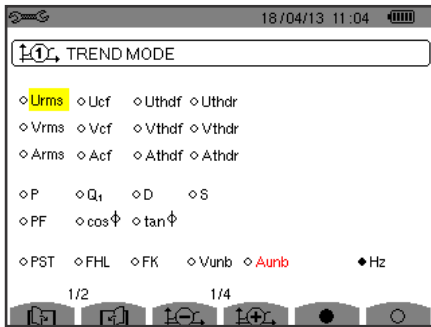 18/04/13 11:04
1 TREND MODE
Urms Ucf Uthdf Uthdr
Vrms Vcf Vthdf Vthdr
Arms Acf Athdf Athdr
P Q1 D S
PF cosΦ tanΦ
PST FHL FK Vunb Aunb Hz
1/2 1/4